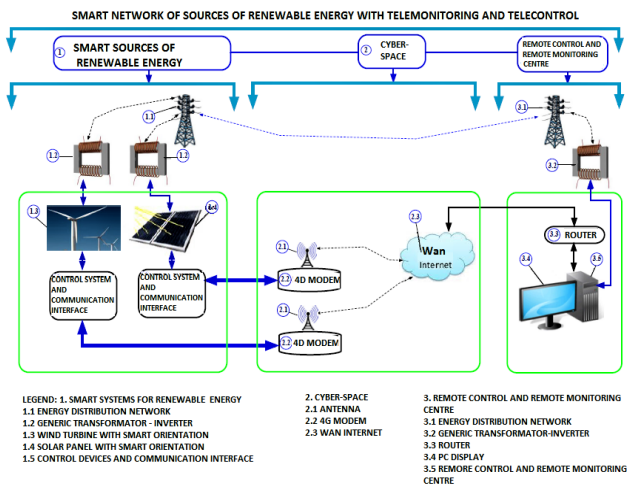 SMART NETWORK OF SOURCES OF RENEWABLE ENERGY WITH TELEMONITORING AND TELECONTROL
1
SMART SOURCES OF
RENEWABLE ENERGY
2
CYBER-
SPACE
REMOTE CONTROL AND
REMOTE MONITORING
CENTRE
1.1
3.1
1.2
1.2
3.2
1.3
2.3
Wan
Internet
3.3 ROUTER
2.1
2.2 4D MODEM
3.4
3.5
CONTROL SYSTEM
AND
COMMUNICATION
INTERFACE
CONTROL SYSTEM
AND
COMMUNICATION
INTERFACE
2.1
2.2 4D MODEM
LEGEND: 1. SMART SYSTEMS FOR RENEWABLE ENERGY
1.1 ENERGY DISTRIBUTION NETWORK
1.2 GENERIC TRANSFORMATOR - INVERTER
1.3 WIND TURBINE WITH SMART ORIENTATION
1.4 SOLAR PANEL WITH SMART ORIENTATION
1.5 CONTROL DEVICES AND COMMUNICATION INTERFACE
2. CYBER-SPACE
2.1 ANTENNA
2.2 4G MODEM
2.3 WAN INTERNET
3. REMOTE CONTROL AND REMOTE MONITORING
CENTRE
3.1 ENERGY DISTRIBUTION NETWORK
3.2 GENERIC TRANSFORMATOR-INVERTER
3.3 ROUTER
3.4 PC DISPLAY
3.5 REMORE CONTROL AND REMOTE MONITORING
CENTRE